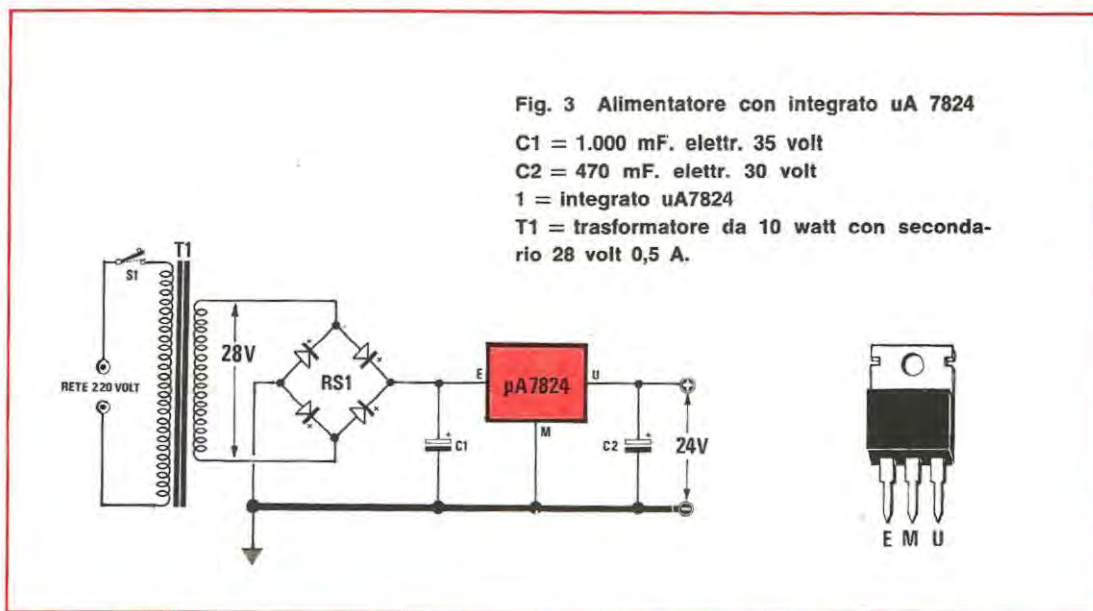 Fig. 3 Alimentatore con integrato uA 7824
C1 = 1.000 mF. elettr. 35 volt
C2 = 470 mF. elettr. 30 volt
1 = integrato uA7824
T1 = trasformatore da 10 watt con seconda-
rio 28 volt 0,5 A.
T1
S1
28V
RETE 220 VOLT
RS1
E
µA7824
U
M
+
C1
+
C2
+
24V
-
E M U